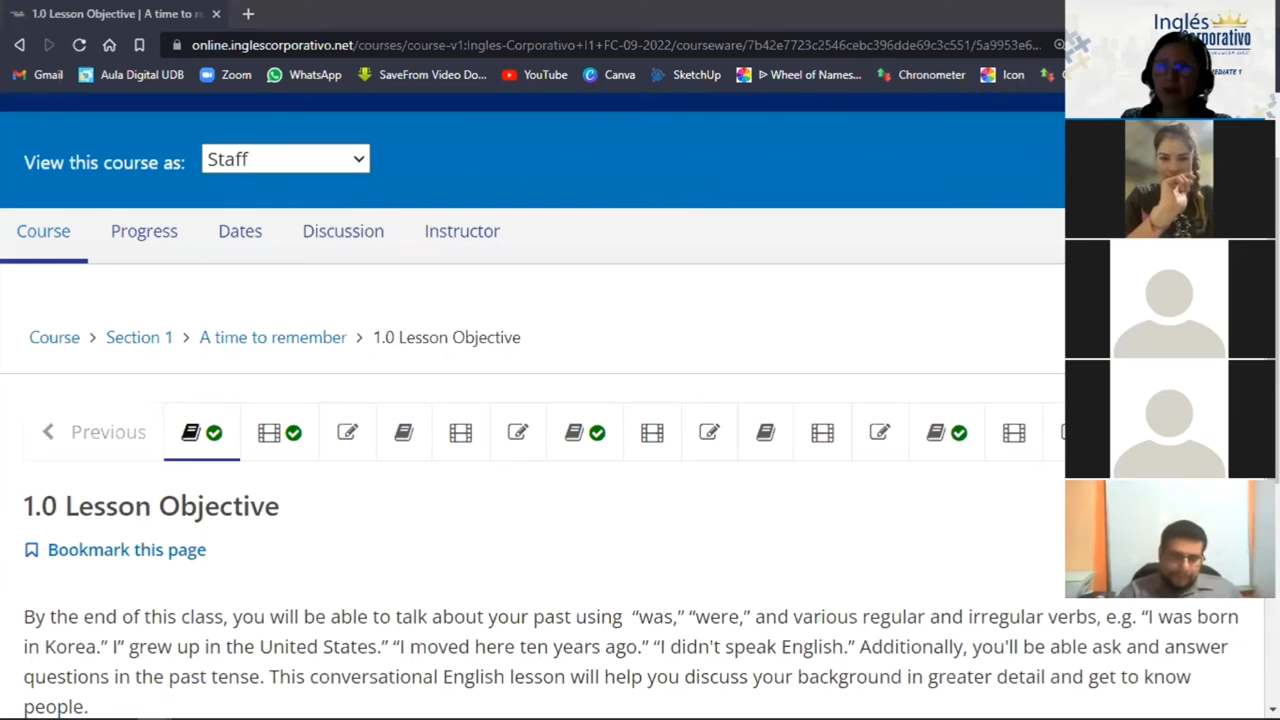 1.0 Lesson Objective | A time to re
online.inglescorporativo.net/courses/course-v1:Ingles-Corporativo+I1+FC-09-2022/courseware/7b42e7723c2546cebc396dde69c3c551/5a9953e6...
Gmail Aula Digital UDB Zoom WhatsApp SaveFrom Video Do... YouTube Canva SketchUp ᐈ Wheel of Names... Chronometer Icon
Inglés
Corporativo
View this course as: Staff
Course Progress Dates Discussion Instructor
Course > Section 1 > A time to remember > 1.0 Lesson Objective
Previous
1.0 Lesson Objective
Bookmark this page
By the end of this class, you will be able to talk about your past using “was,” “were,” and various regular and irregular verbs, e.g. “I was born
in Korea.” I” grew up in the United States.” “I moved here ten years ago.” “I didn't speak English.” Additionally, you'll be able ask and answer
questions in the past tense. This conversational English lesson will help you discuss your background in greater detail and get to know
people.